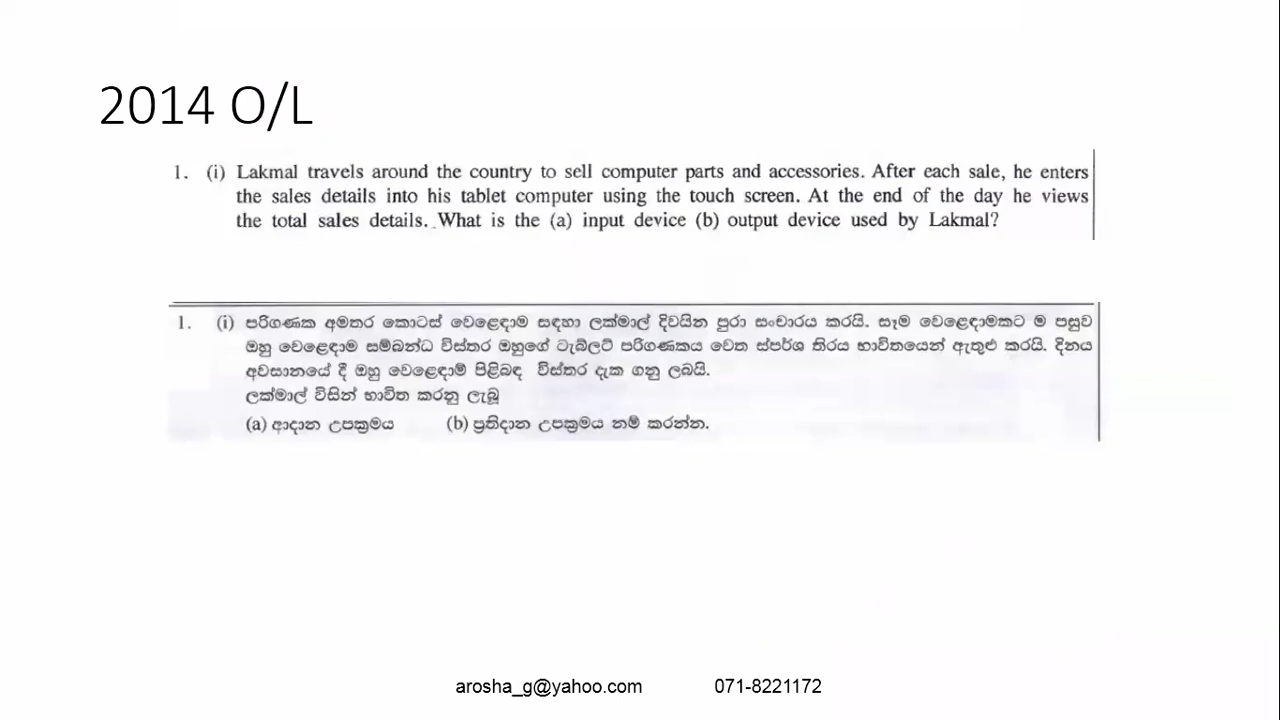 2014 O/L
1. (i) Lakmal travels around the country to sell computer parts and accessories. After each sale, he enters
the sales details into his tablet computer using the touch screen. At the end of the day he views
the total sales details. What is the (a) input device (b) output device used by Lakmal?
1. (i) පරිගණක අමතර කොටස් වෙළෙඳාම සඳහා ලක්මාල් දිවයින පුරා සංචාරය කරයි. සෑම වෙළෙඳාමකට ම පසුව
ඔහු වෙළෙඳාම සම්බන්ධ විස්තර ඔහුගේ ටැබ්ලට් පරිගණකය වෙත ස්පර්ශ තිරය භාවිතයෙන් ඇතුළු කරයි. දිනය
අවසානයේ දී ඔහු වෙළෙඳාම් පිළිබඳ විස්තර දැක ගනු ලබයි.
ලක්මාල් විසින් භාවිත කරනු ලැබූ
(a) ආදාන උපක්‍රමය (b) ප්‍රතිදාන උපක්‍රමය නම් කරන්න.
arosha_g@yahoo.com 071-8221172